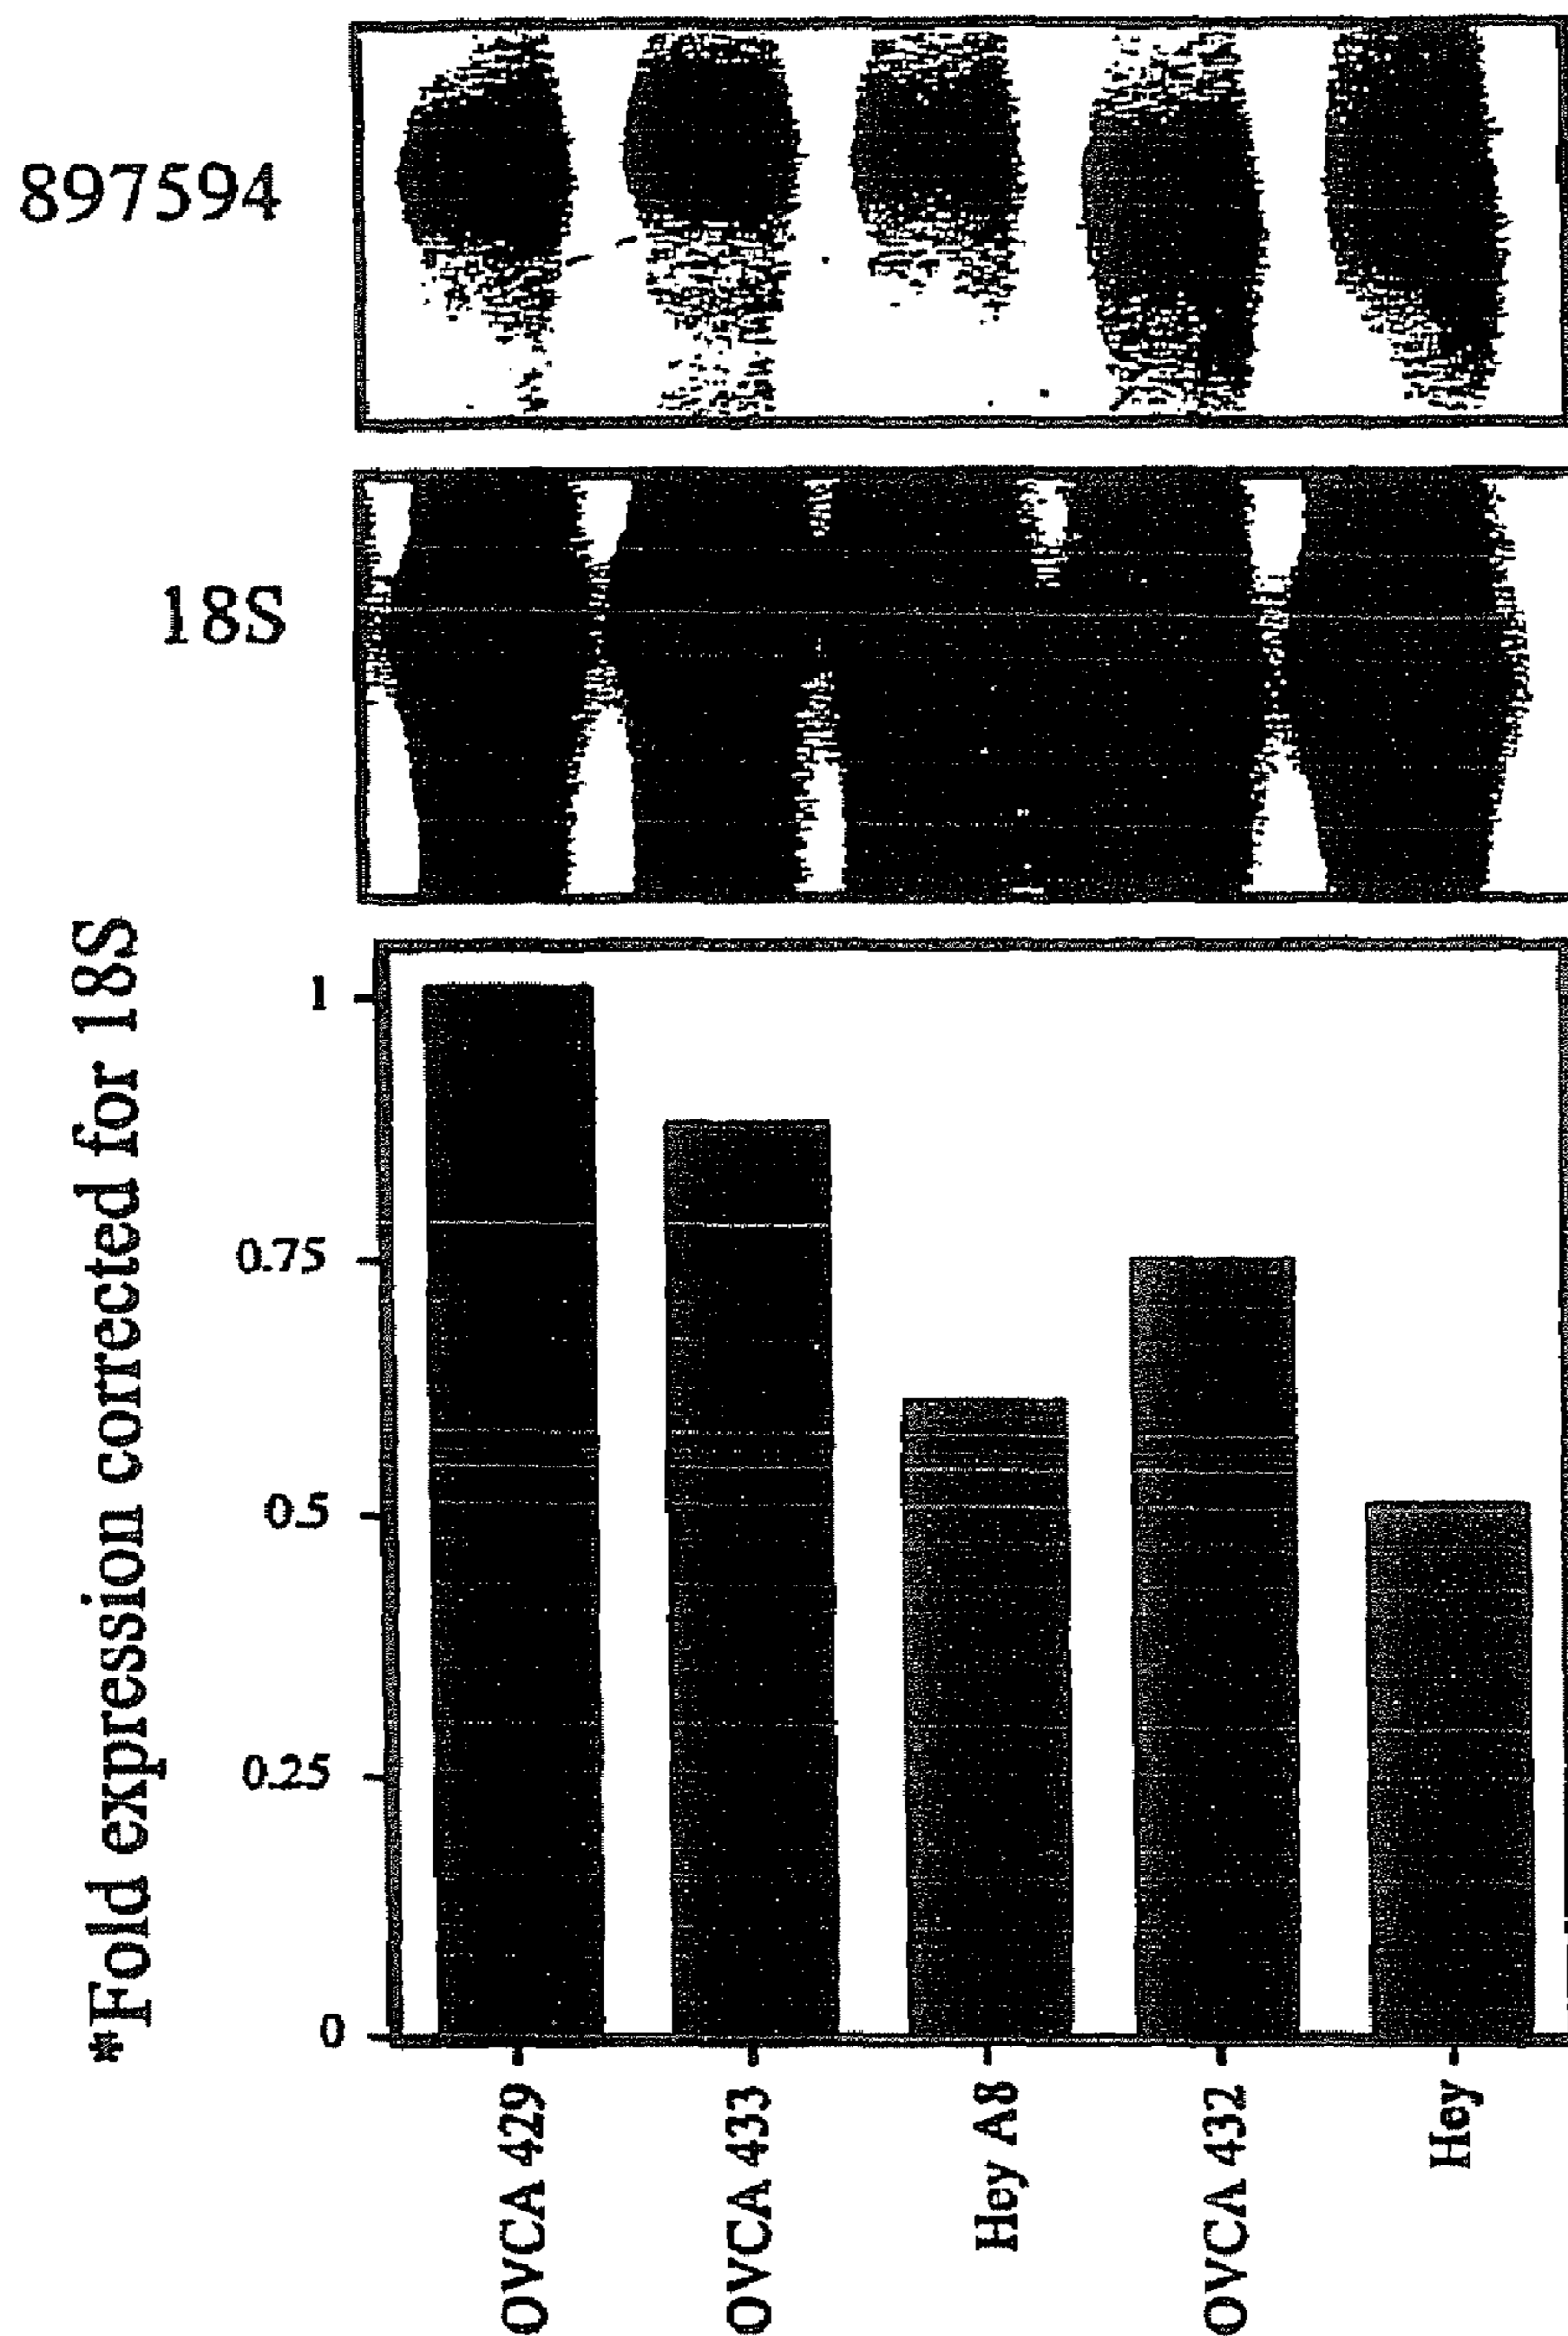 897594
18S
*Fold expression corrected for 18S
1
0.75
0.5
0.25
0
OVCA 429
OVCA 433
Hey A8
OVCA 432
Hey